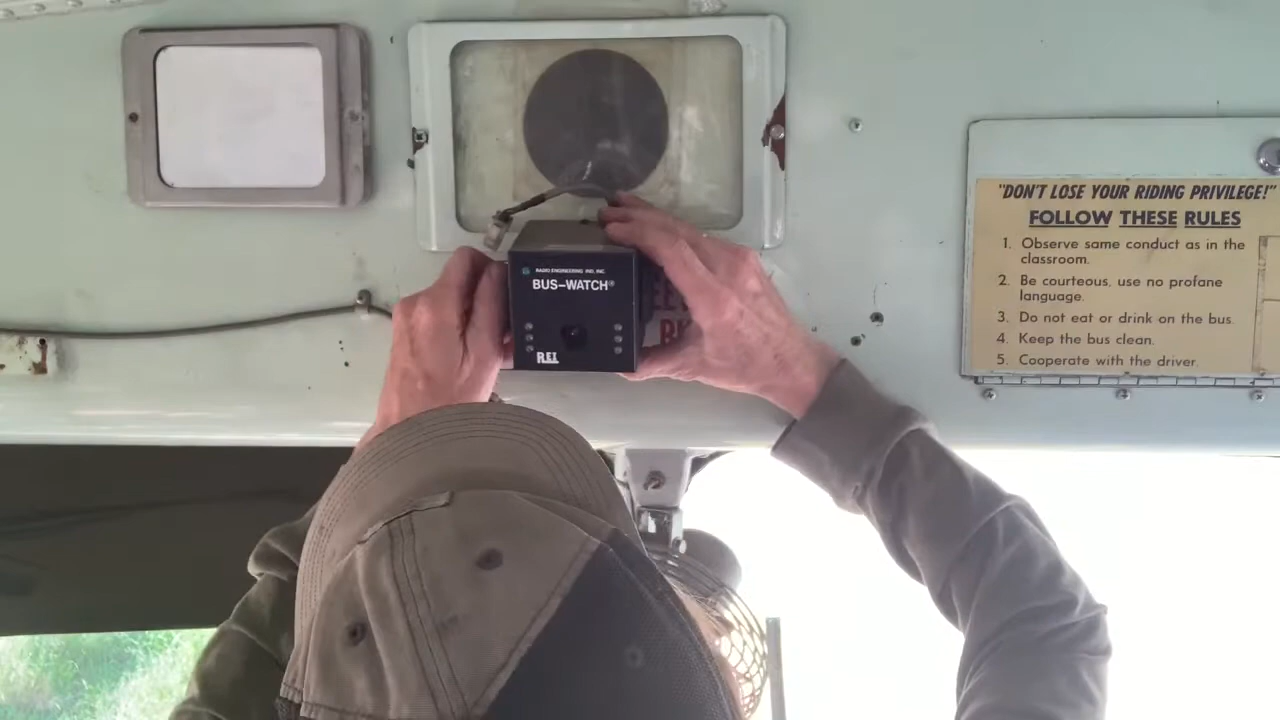 RADIO ENGINEERING IND, INC.
BUS-WATCH®
REI
"DON'T LOSE YOUR RIDING PRIVILEGE!"
FOLLOW THESE RULES
1. Observe same conduct as in the
classroom.
2. Be courteous, use no profane
language.
3. Do not eat or drink on the bus.
4. Keep the bus clean.
5. Cooperate with the driver.